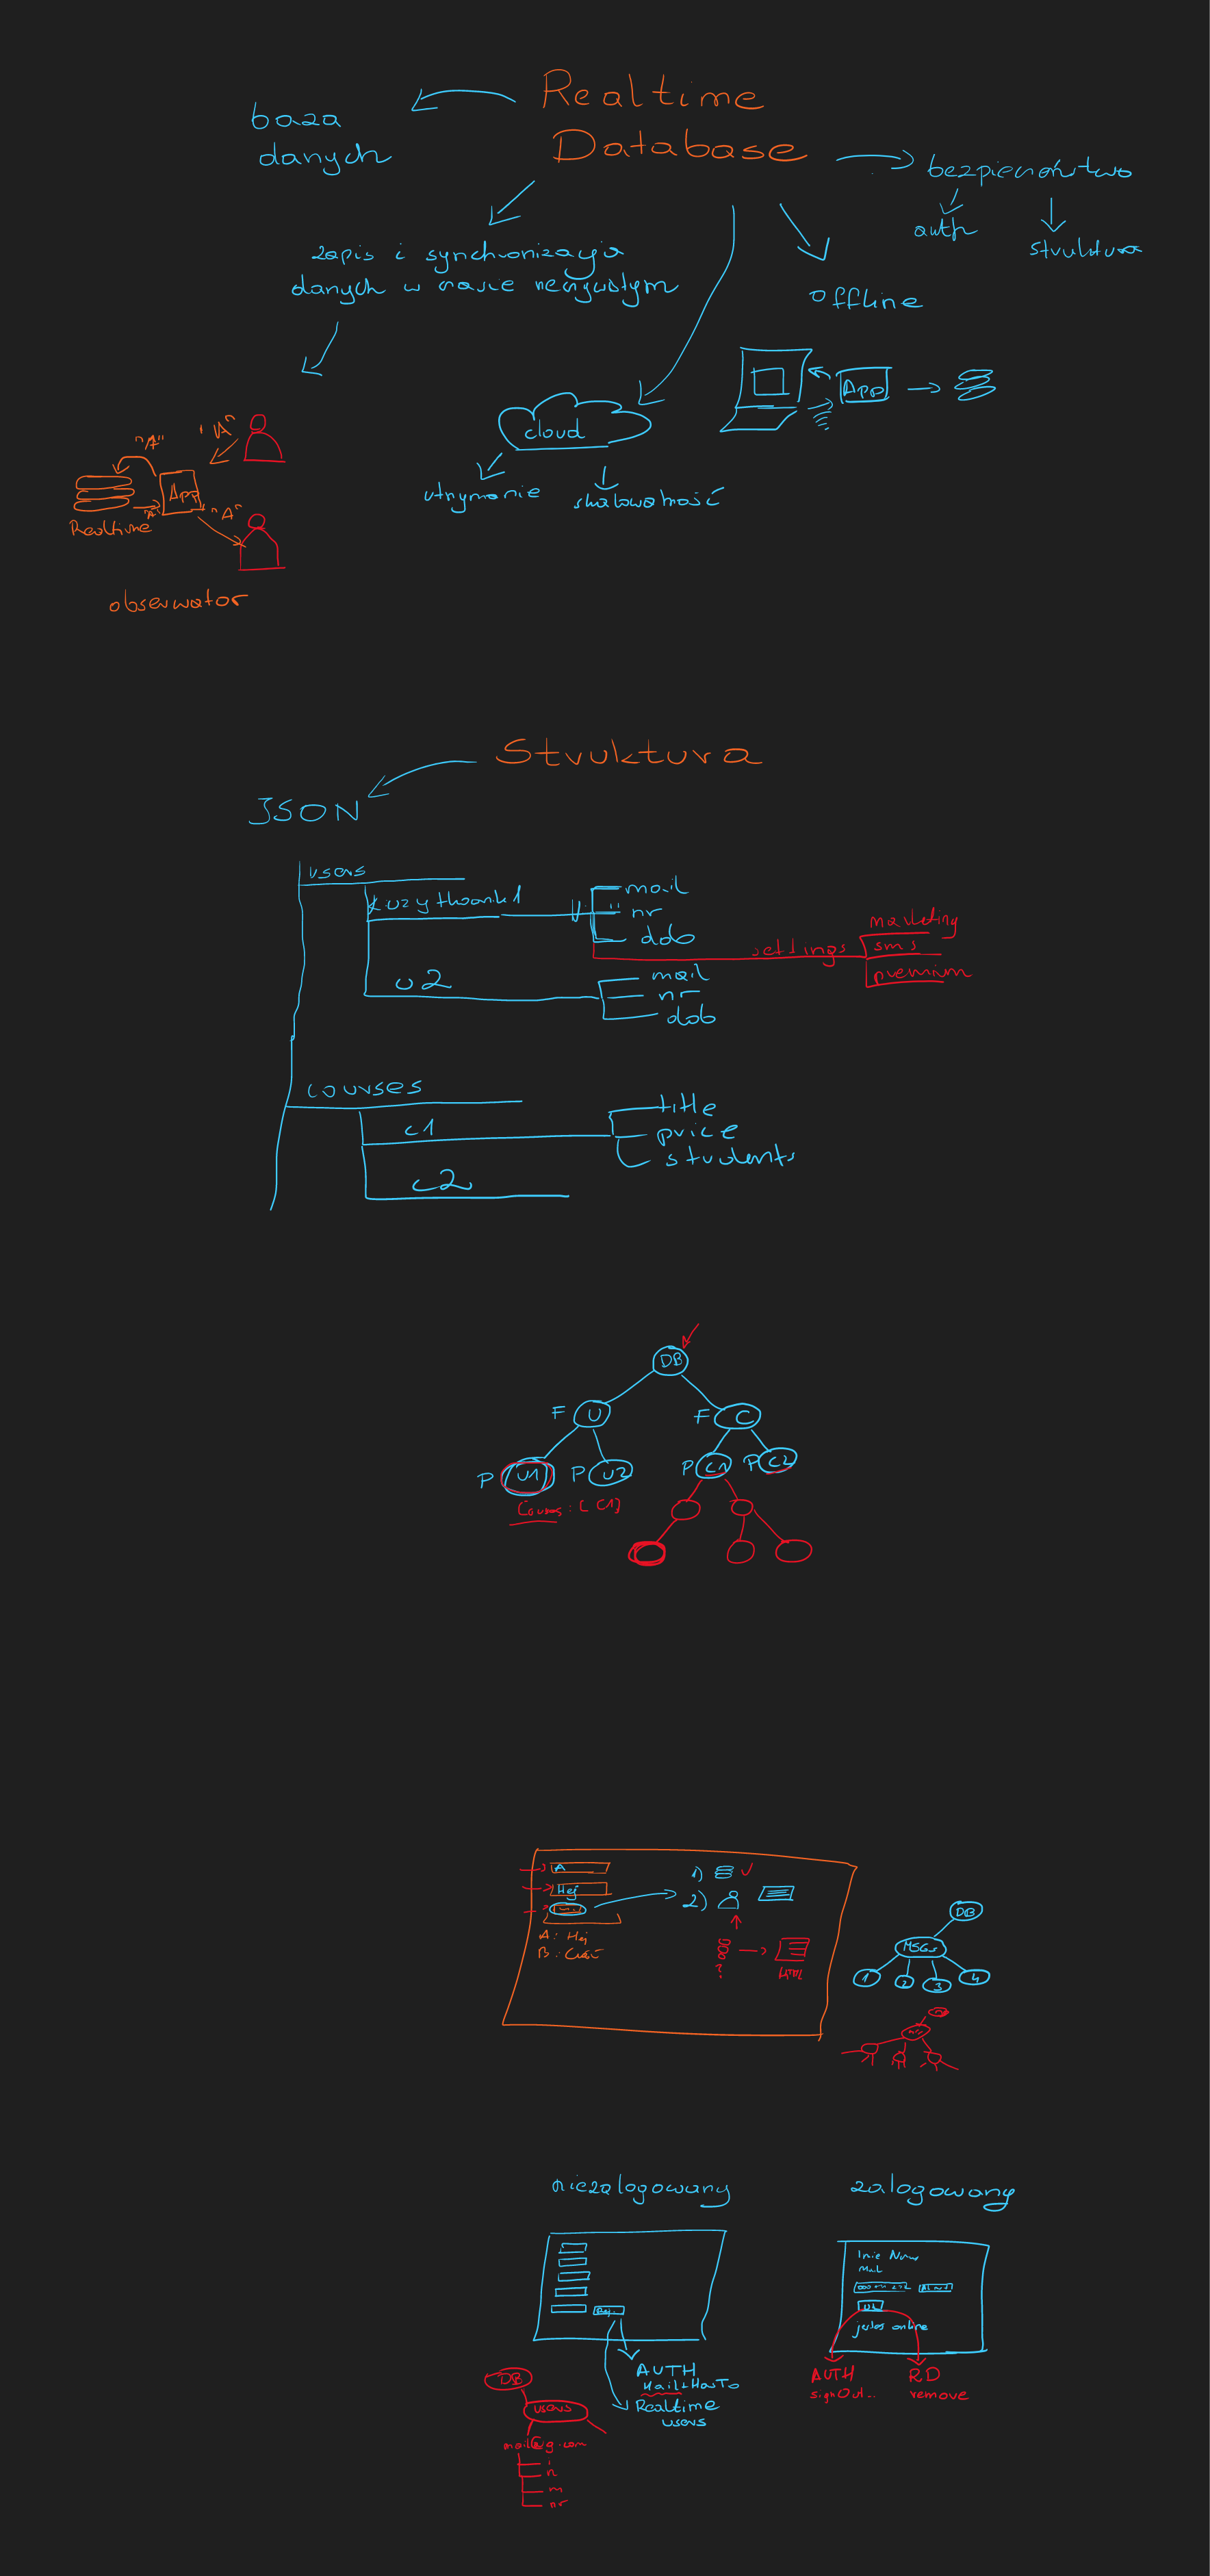 Realtime
Database
baza
danych
bezpieczeństwo
auth
struktura
zapis i synchronizacja
danych w czasie rzeczywistym
offline
App
cloud
utrzymanie
skalowalność
"A"
"A"
App
"A"
"A"
Realtime
obserwator
Struktura
JSON
users
użytkownik1
mail
nr
dob
settings
marketing
sms
premium
u2
mail
nr
dob
courses
c1
title
price
students
c2
DB
F U
F C
P U1
P U2
P C1
P C2
Courses: [C1]
A
Hej
1)
2)
A: Hej
B: Cześć
?
HTML
DB
MSGs
1 2 3 4
niezalogowany
zalogowany
Imie Nazw
Mail
jesteś online
AUTH
Mail + Hasło
Realtime
users
AUTH
signOut...
RD
remove
DB
users
mail@g.com
i
n
m
nr